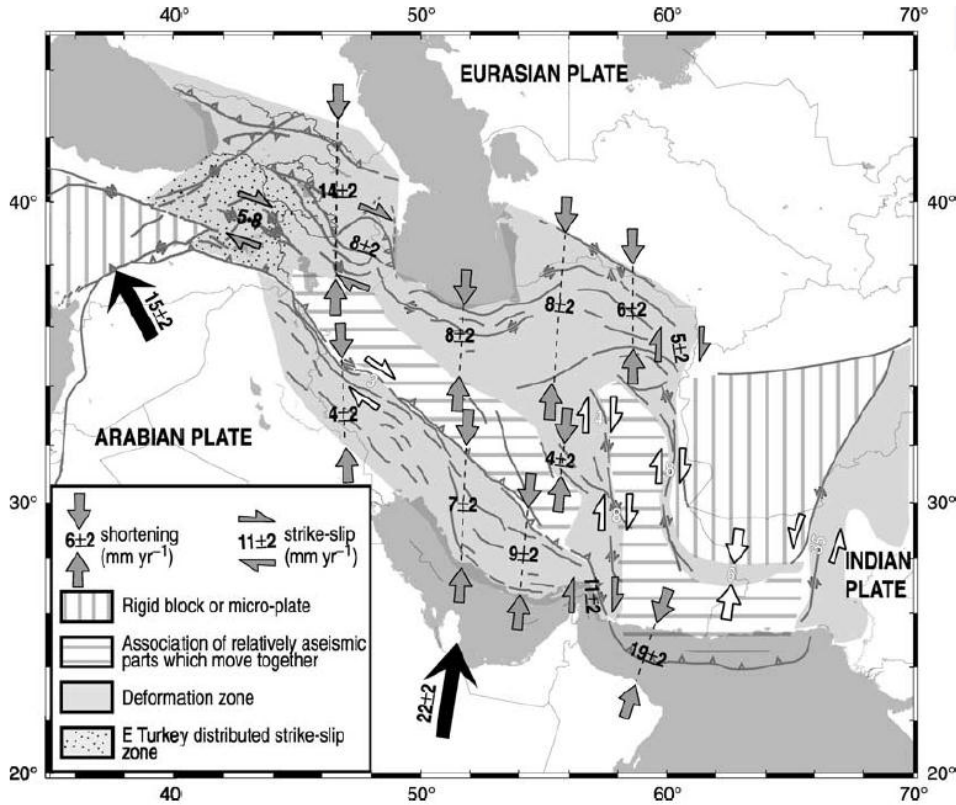 40° 50° 60° 70°
EURASIAN PLATE
14±2
40° 40°
5-8
8±2
8±2
6±2
15±2
8±2
5±2
4±2
ARABIAN PLATE
4±2
30° 30°
7±2
9±2
11±2
INDIAN
PLATE
19±2
22±2
shortening
6±2 (mm yr⁻¹)
strike-slip
11±2 (mm yr⁻¹)
Rigid block or micro-plate
Association of relatively aseismic
parts which move together
Deformation zone
E Turkey distributed strike-slip
zone
20° 20°
40° 50° 60° 70°